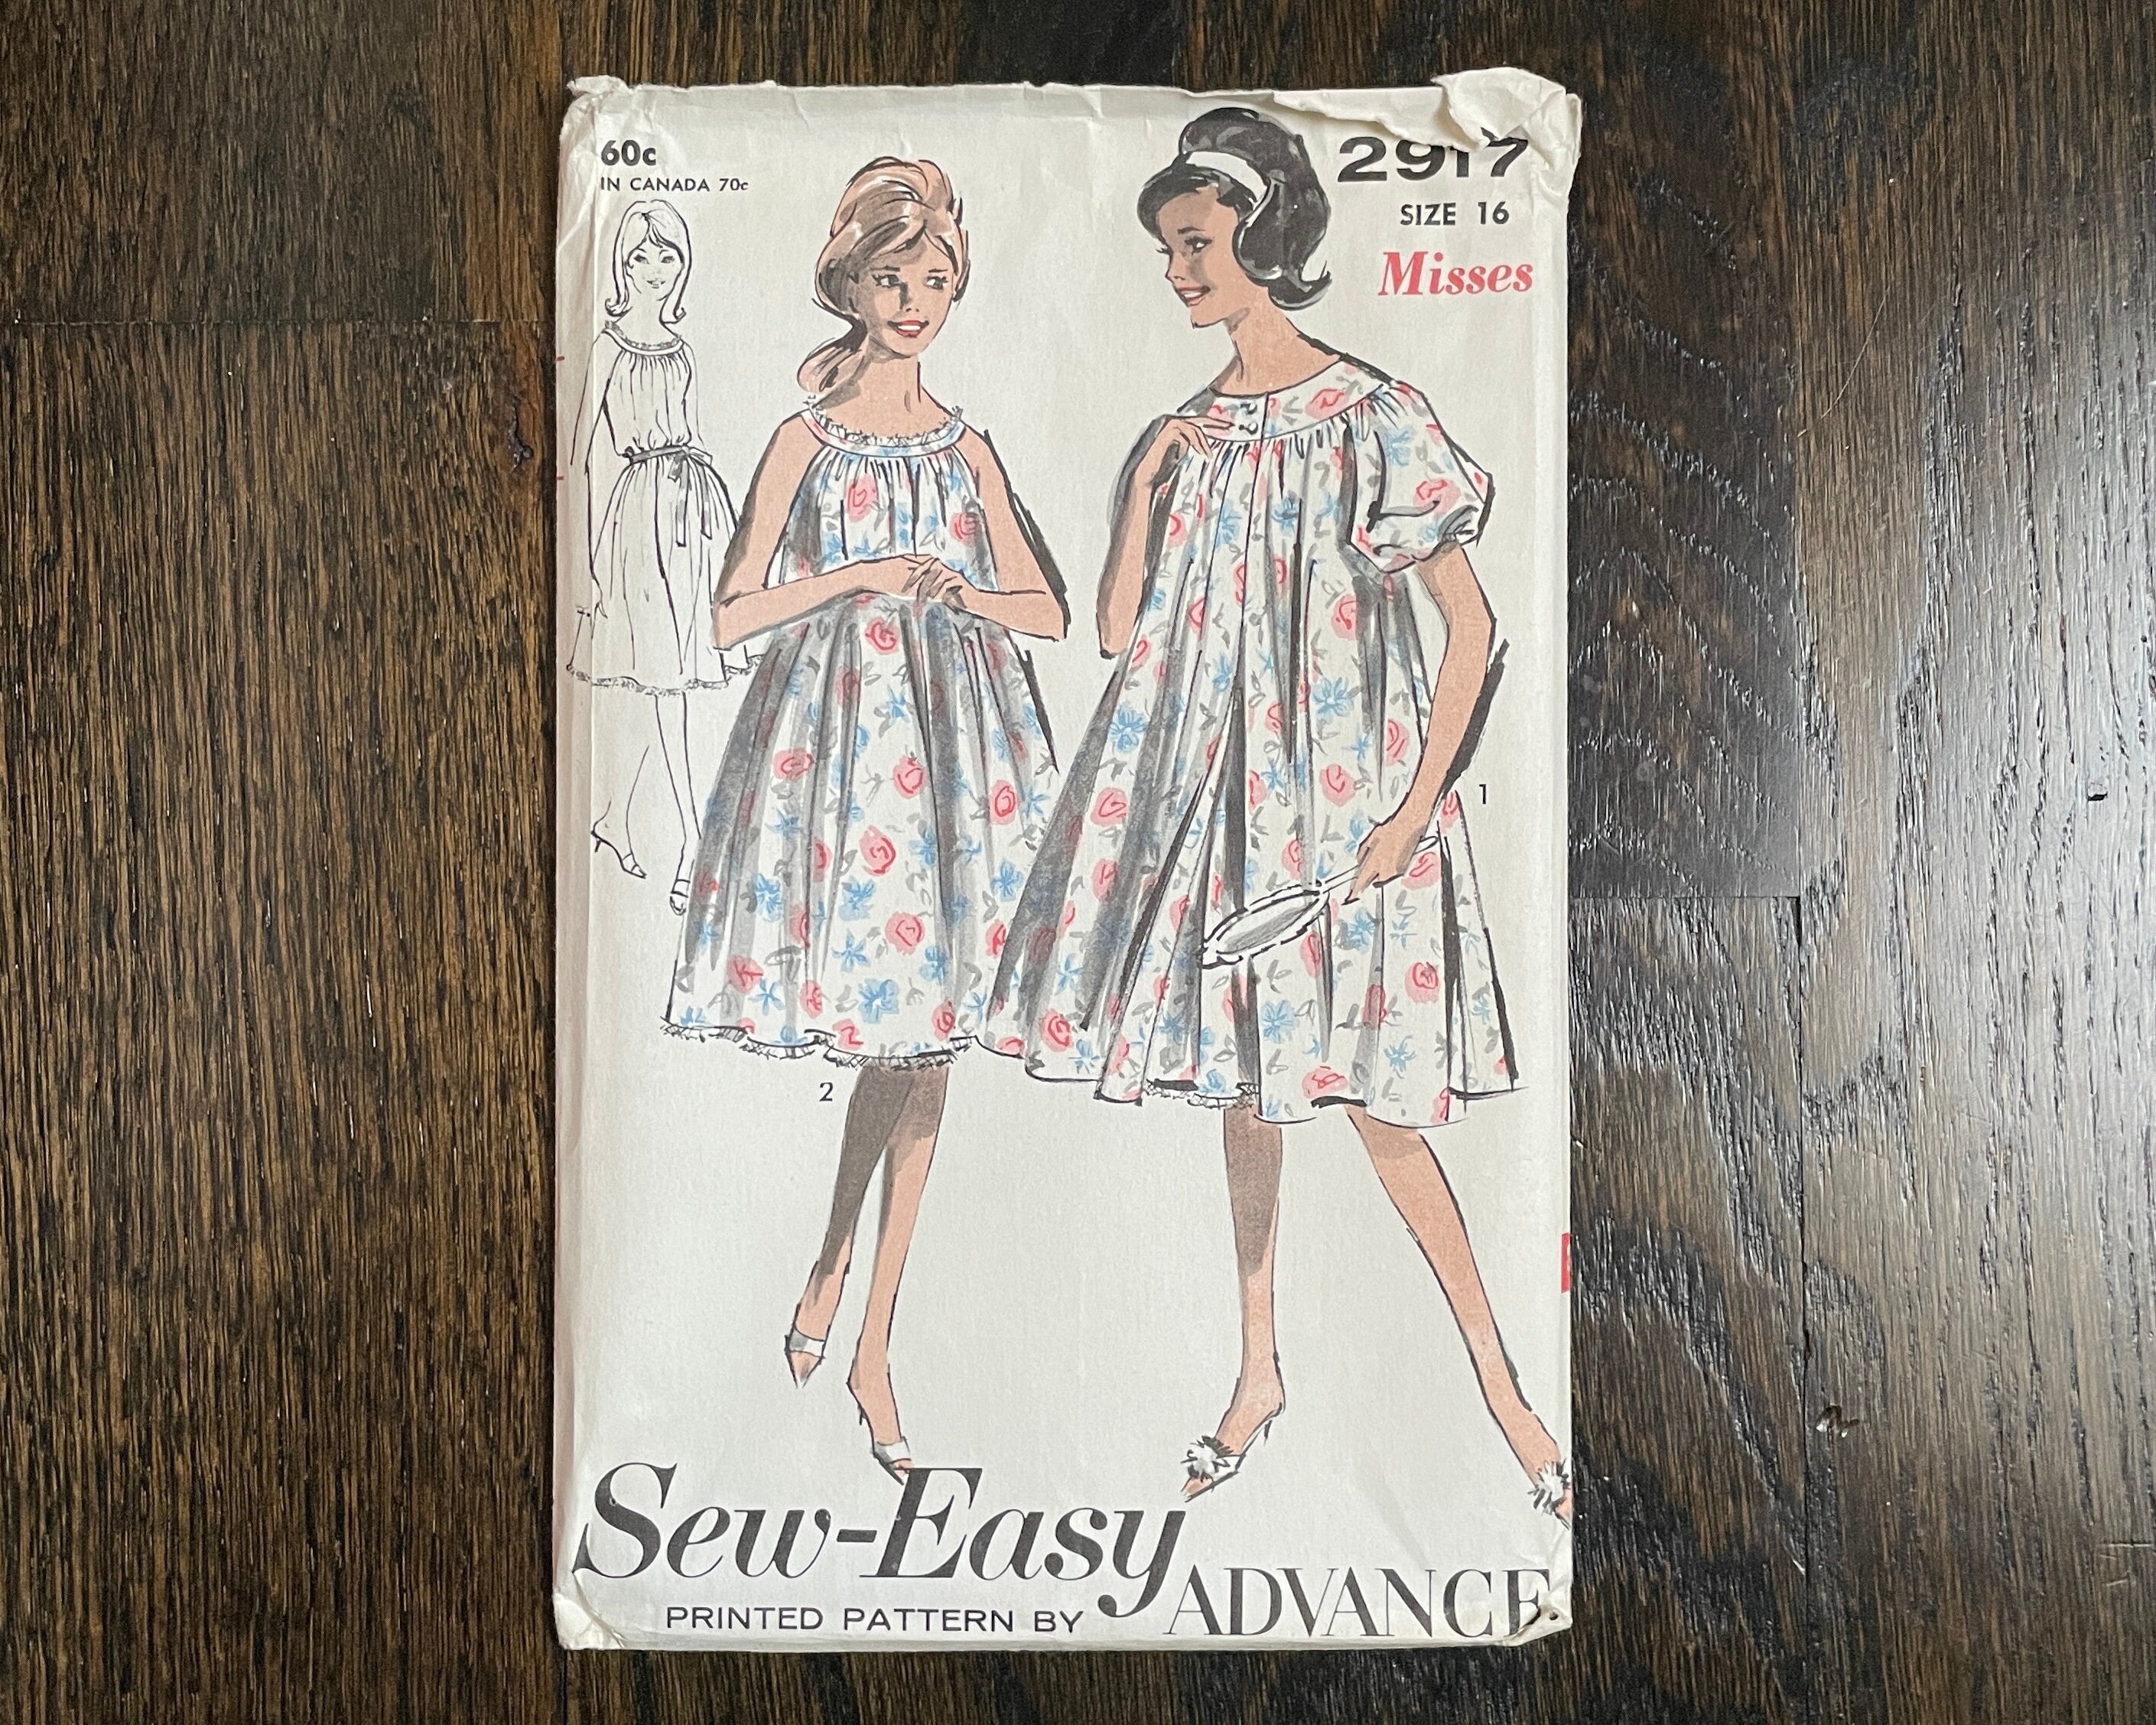 60c
IN CANADA 70c
2917
SIZE 16
Misses
1
2
Sew-Easy
PRINTED PATTERN BY ADVANCE